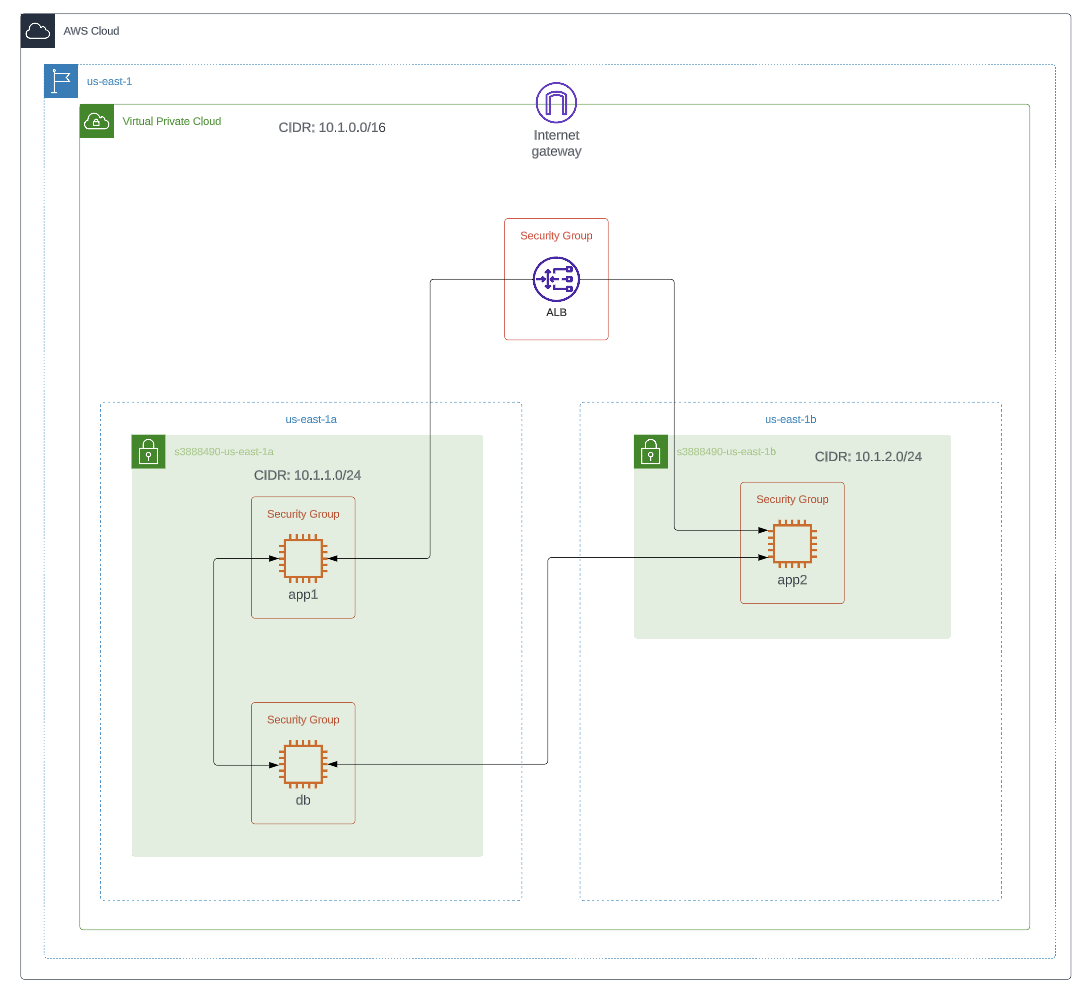 AWS Cloud
us-east-1
Virtual Private Cloud
CIDR: 10.1.0.0/16
Internet
gateway
Security Group
ALB
us-east-1a
s3888490-us-east-1a
CIDR: 10.1.1.0/24
Security Group
app1
Security Group
db
us-east-1b
s3888490-us-east-1b
CIDR: 10.1.2.0/24
Security Group
app2